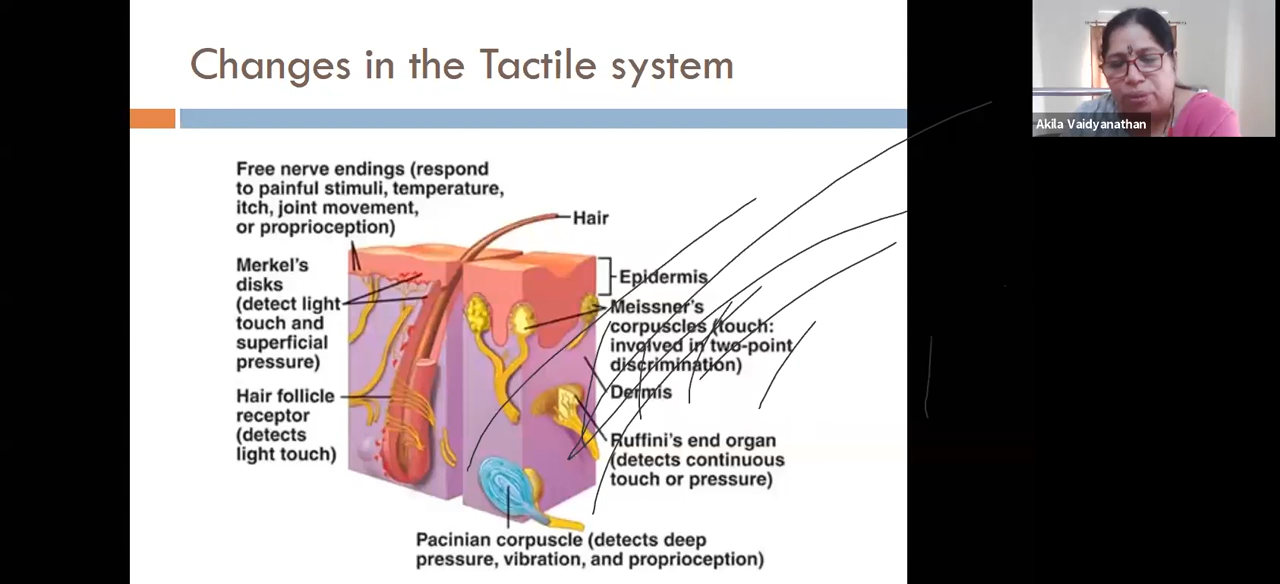 Changes in the Tactile system
Akila Vaidyanathan
Free nerve endings (respond
to painful stimuli, temperature,
itch, joint movement,
or proprioception)
Hair
Merkel's
disks
(detect light
touch and
superficial
pressure)
Epidermis
Meissner's
corpuscles (touch:
involved in two-point
discrimination)
Dermis
Hair follicle
receptor
(detects
light touch)
Ruffini's end organ
(detects continuous
touch or pressure)
Pacinian corpuscle (detects deep
pressure, vibration, and proprioception)